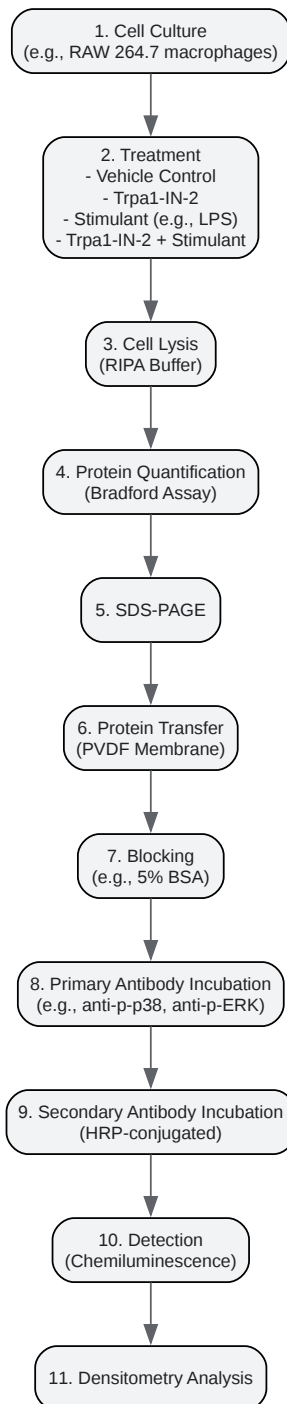 1. Cell Culture
(e.g., RAW 264.7 macrophages)
2. Treatment
- Vehicle Control
- Trpa1-IN-2
- Stimulant (e.g., LPS)
- Trpa1-IN-2 + Stimulant
3. Cell Lysis
(RIPA Buffer)
4. Protein Quantification
(Bradford Assay)
5. SDS-PAGE
6. Protein Transfer
(PVDF Membrane)
7. Blocking
(e.g., 5% BSA)
8. Primary Antibody Incubation
(e.g., anti-p-p38, anti-p-ERK)
9. Secondary Antibody Incubation
(HRP-conjugated)
10. Detection
(Chemiluminescence)
11. Densitometry Analysis